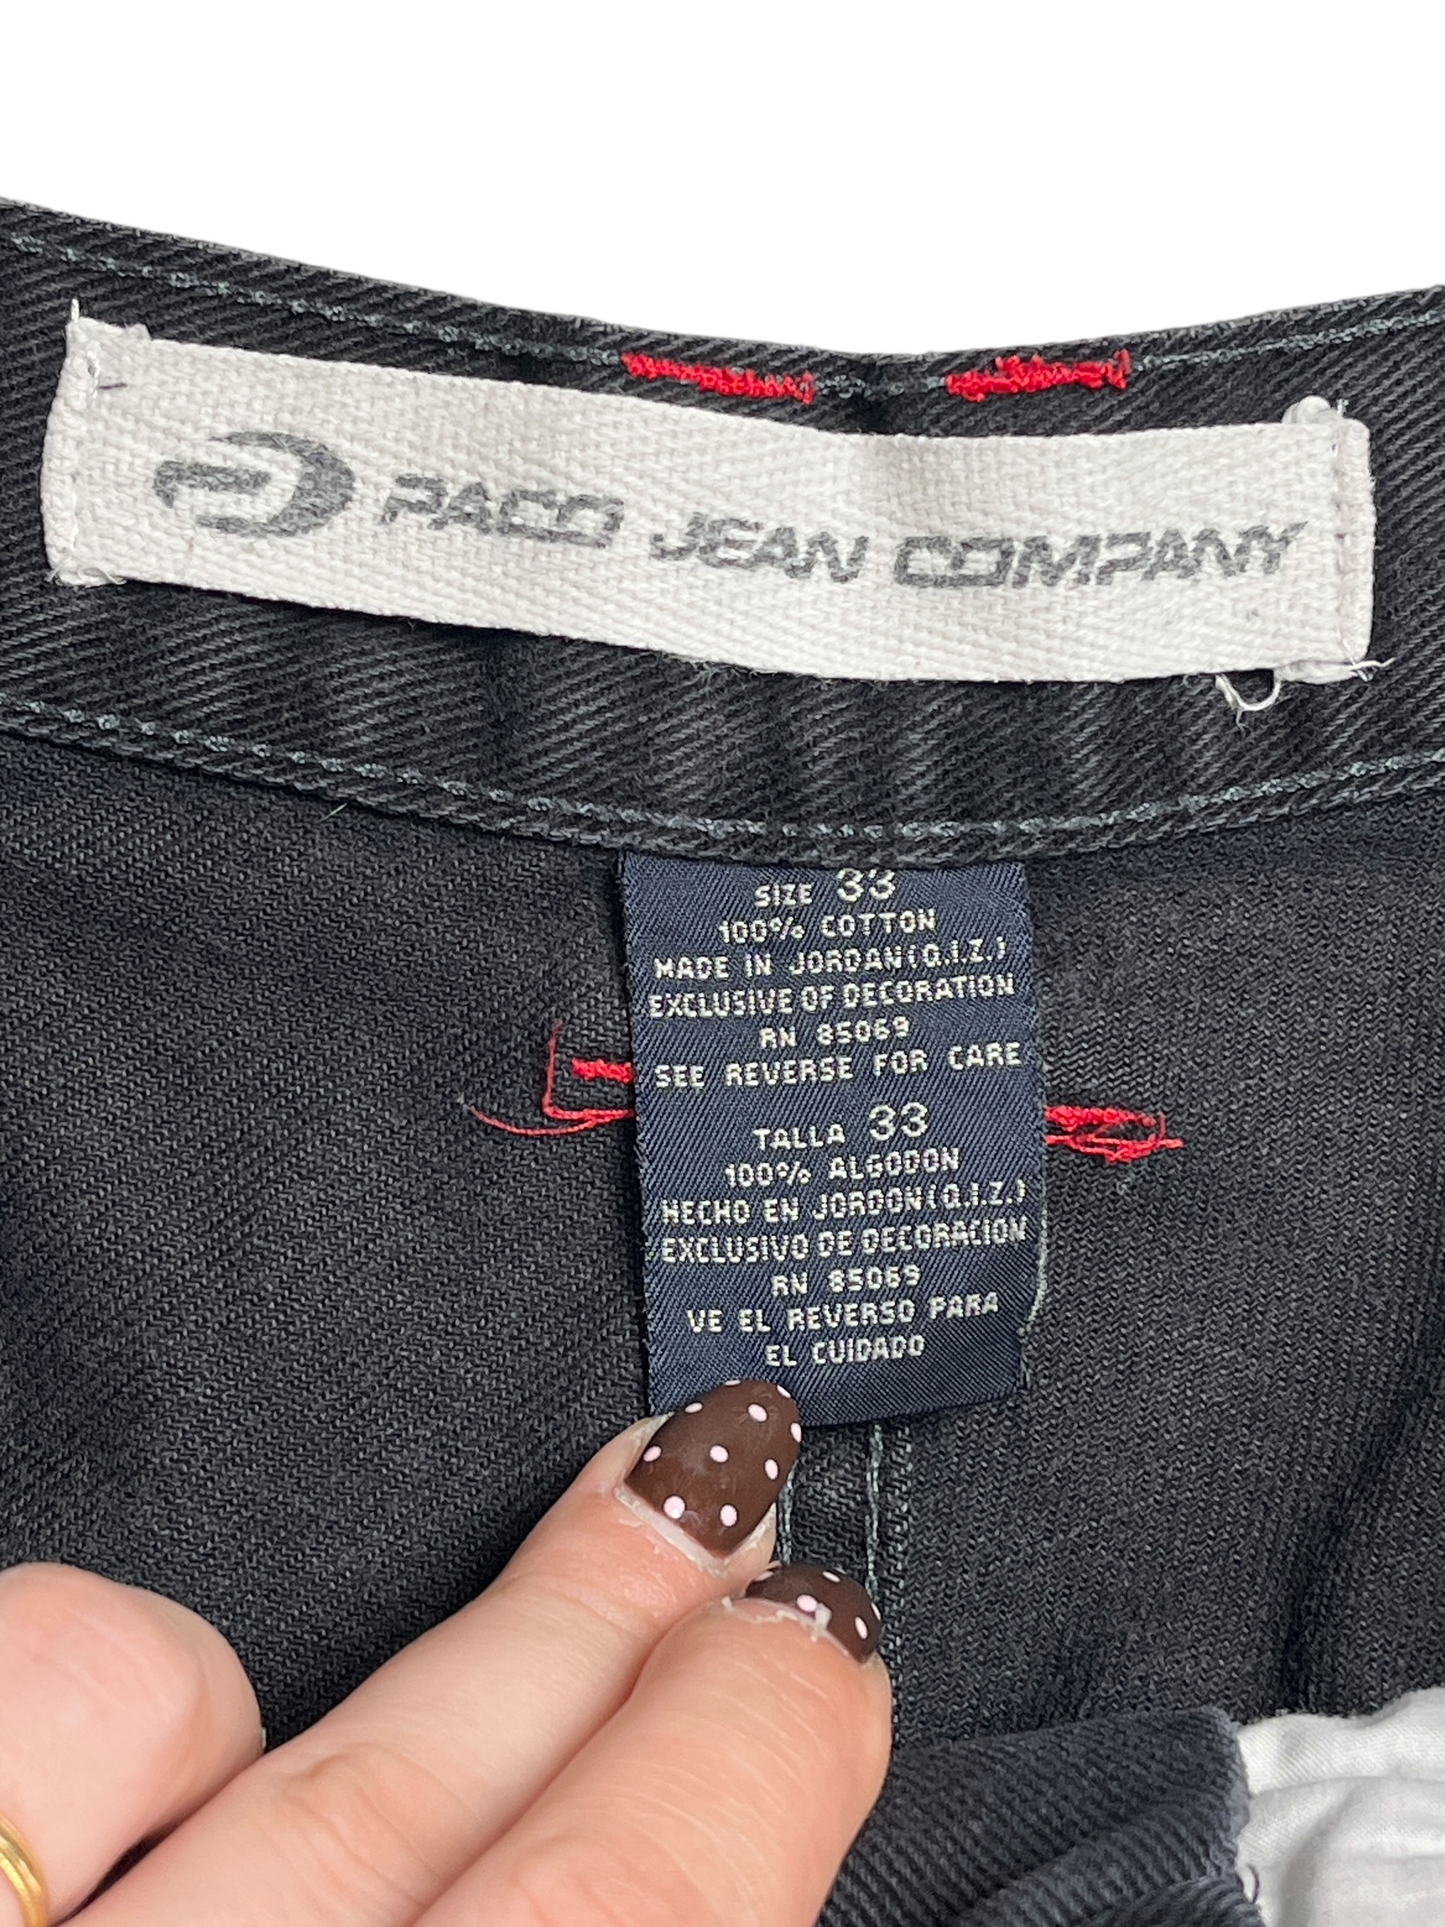 PACO JEAN COMPANY
SIZE 33
100% COTTON
MADE IN JORDAN(Q.I.Z.)
EXCLUSIVE OF DECORATION
RN 85069
SEE REVERSE FOR CARE
TALLA 33
100% ALGODON
HECHO EN JORDON(Q.I.Z.)
EXCLUSIVO DE DECORACION
RN 85069
VE EL REVERSO PARA
EL CUIDADO